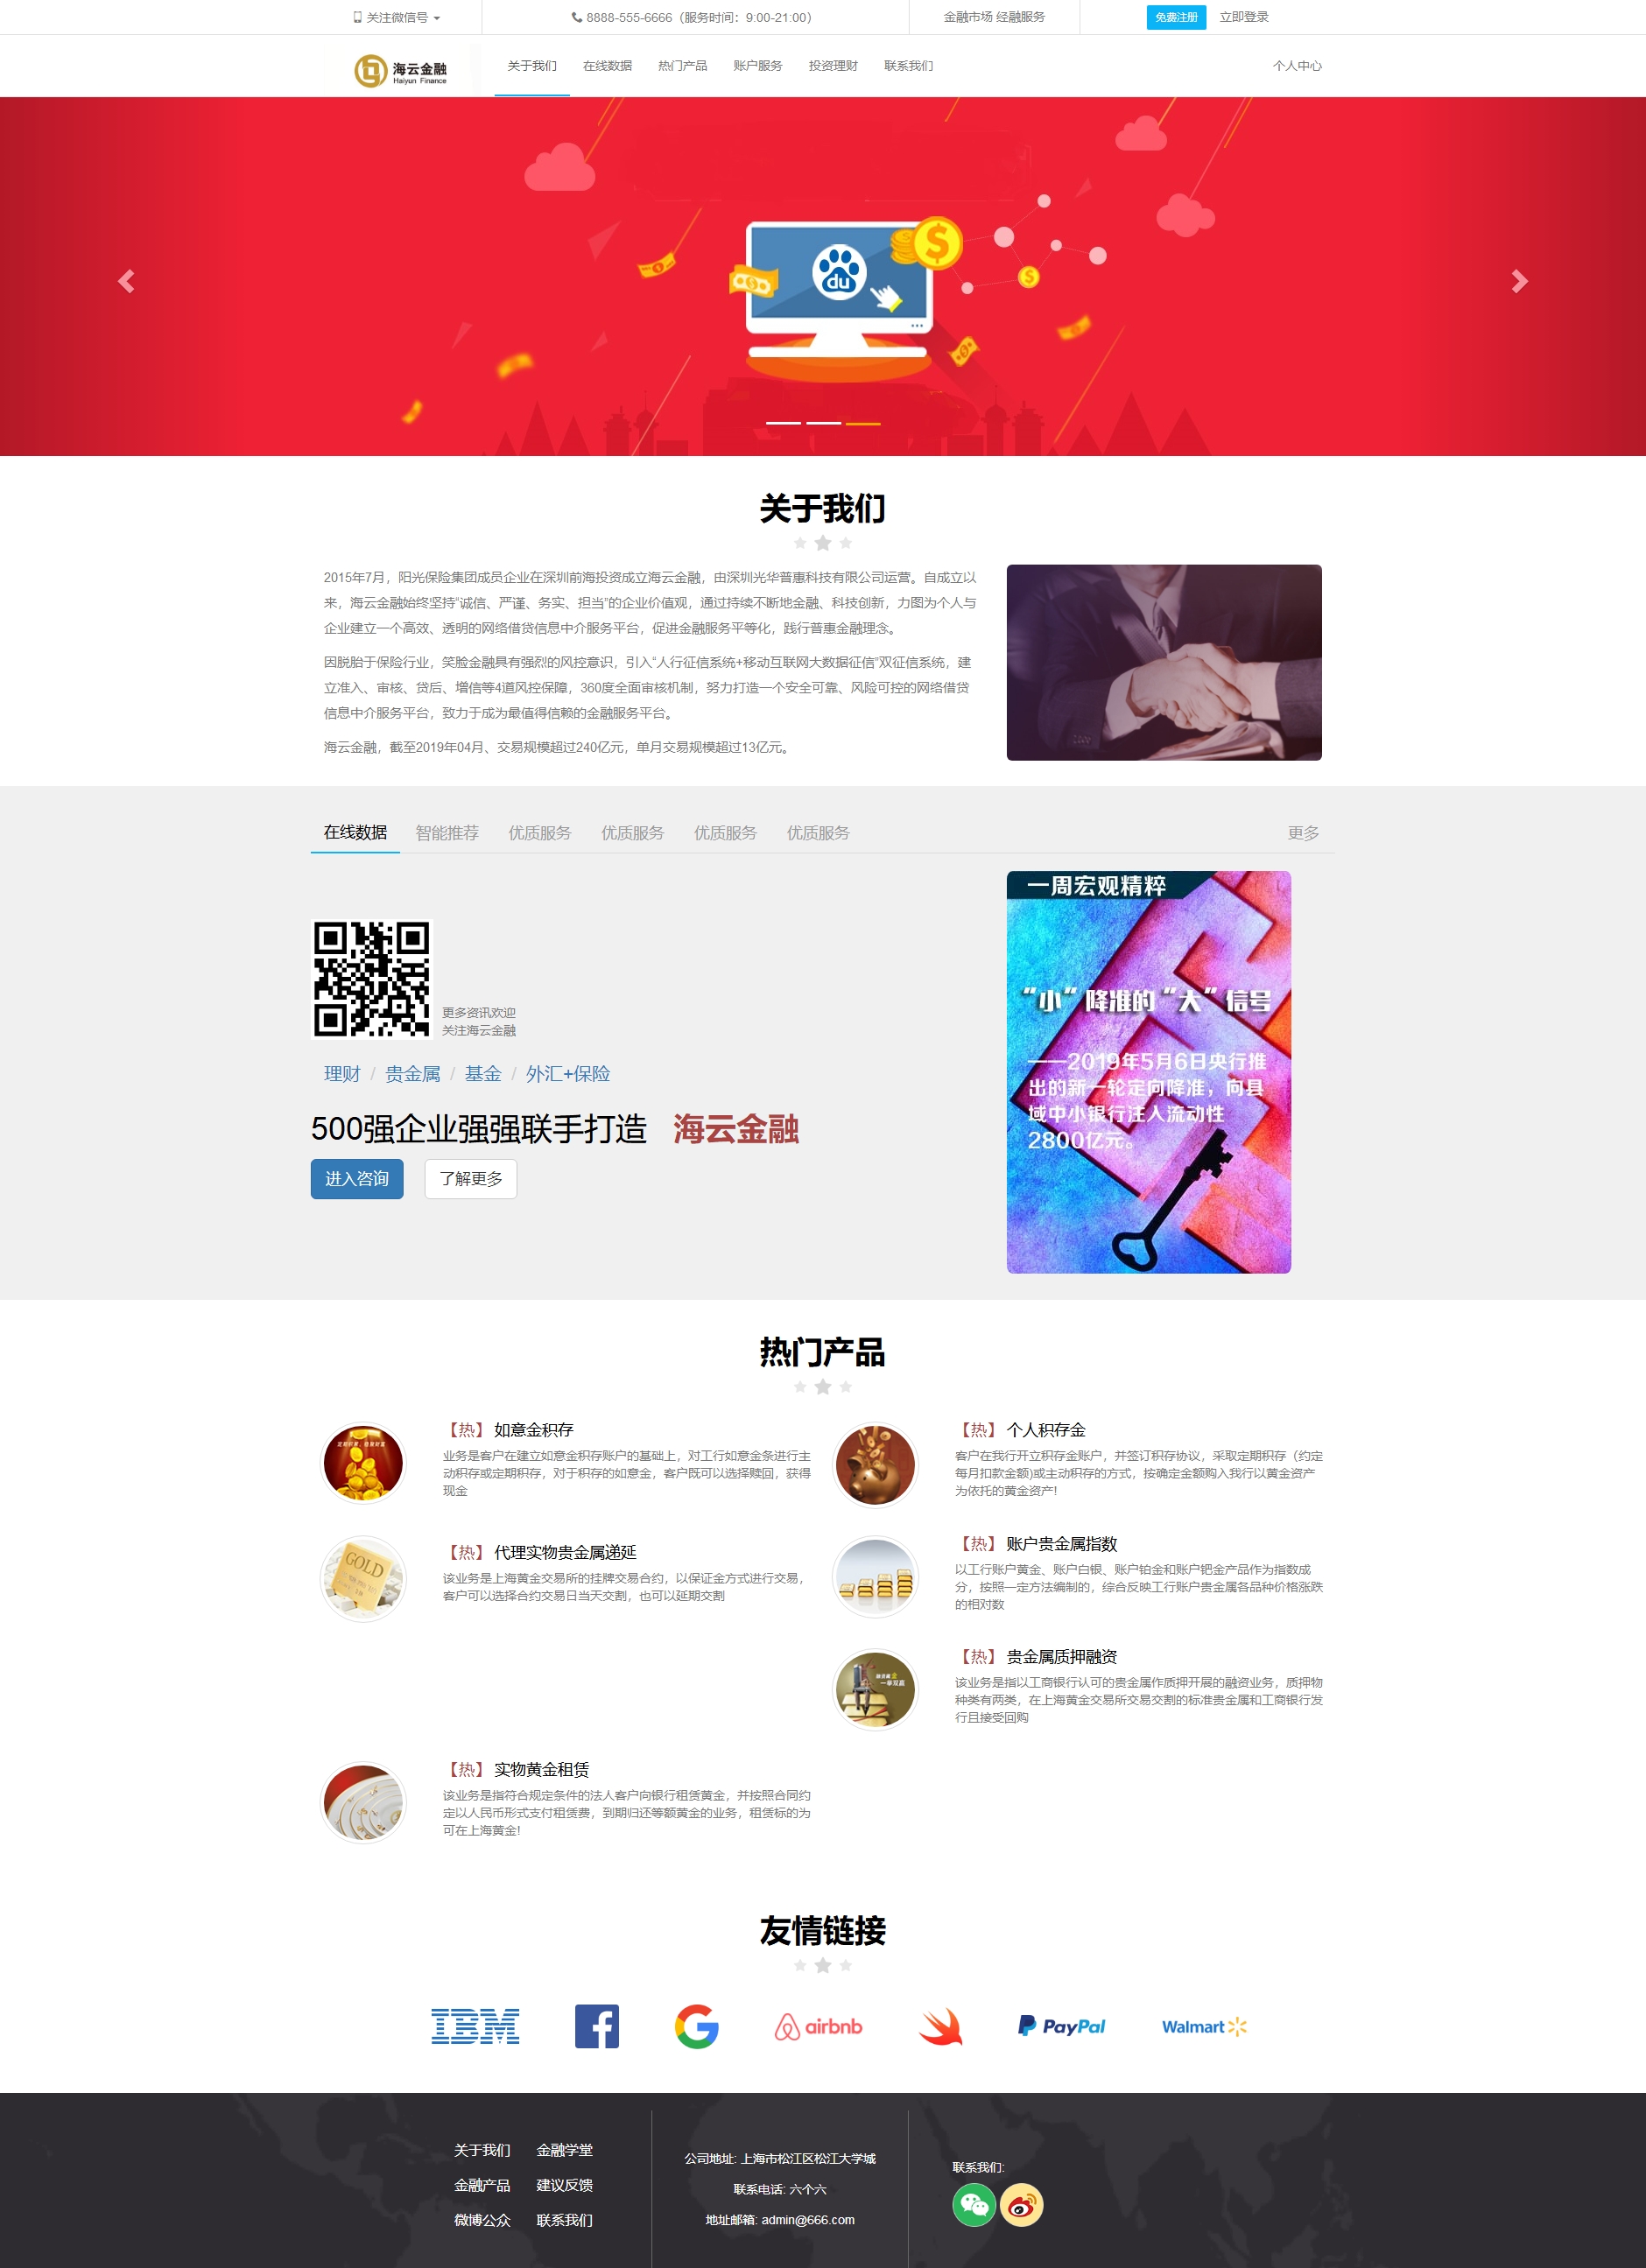 关注微信号
8888-555-6666（服务时间：9:00-21:00）
金融市场 经融服务
免费注册 立即登录
海云金融
Haiyun Finance
关于我们 在线数据 热门产品 账户服务 投资理财 联系我们 个人中心
du
关于我们
2015年7月，阳光保险集团成员企业在深圳前海投资成立海云金融，由深圳光华普惠科技有限公司运营。自成立以
来，海云金融始终坚持“诚信、严谨、务实、担当”的企业价值观，通过持续不断地金融、科技创新，力图为个人与
企业建立一个高效、透明的网络借贷信息中介服务平台，促进金融服务平等化，践行普惠金融理念。
因脱胎于保险行业，笑脸金融具有强烈的风控意识，引入“人行征信系统+移动互联网大数据征信”双征信系统，建
立准入、审核、贷后、增信等4道风控保障，360度全面审核机制，努力打造一个安全可靠、风险可控的网络借贷
信息中介服务平台，致力于成为最值得信赖的金融服务平台。
海云金融，截至2019年04月、交易规模超过240亿元，单月交易规模超过13亿元。
在线数据 智能推荐 优质服务 优质服务 优质服务 优质服务 更多
更多资讯欢迎
关注海云金融
理财 / 贵金属 / 基金 / 外汇+保险
500强企业强强联手打造 海云金融
进入咨询 了解更多
一周宏观精粹
“小”降准的“大”信号
——2019年5月6日央行推
出的新一轮定向降准，向县
域中小银行注入流动性
2800亿元。
热门产品
【热】 如意金积存
业务是客户在建立如意金积存账户的基础上，对工行如意金条进行主
动积存或定期积存，对于积存的如意金，客户既可以选择赎回，获得
现金
【热】 个人积存金
客户在我行开立积存金账户，并签订积存协议，采取定期积存（约定
每月扣款金额)或主动积存的方式，按确定金额购入我行以黄金资产
为依托的黄金资产!
【热】 代理实物贵金属递延
该业务是上海黄金交易所的挂牌交易合约，以保证金方式进行交易，
客户可以选择合约交易日当天交割，也可以延期交割
GOLD
【热】 账户贵金属指数
以工行账户黄金、账户白银、账户铂金和账户钯金产品作为指数成
分，按照一定方法编制的，综合反映工行账户贵金属各品种价格涨跌
的相对数
【热】 贵金属质押融资
该业务是指以工商银行认可的贵金属作质押开展的融资业务，质押物
种类有两类，在上海黄金交易所交易交割的标准贵金属和工商银行发
行且接受回购
一举双赢
【热】 实物黄金租赁
该业务是指符合规定条件的法人客户向银行租赁黄金，并按照合同约
定以人民币形式支付租赁费，到期归还等额黄金的业务，租赁标的为
可在上海黄金!
友情链接
IBM
airbnb
PayPal
Walmart
关于我们 金融学堂
金融产品 建议反馈
微博公众 联系我们
公司地址: 上海市松江区松江大学城
联系电话: 六个六
地址邮箱: admin@666.com
联系我们: